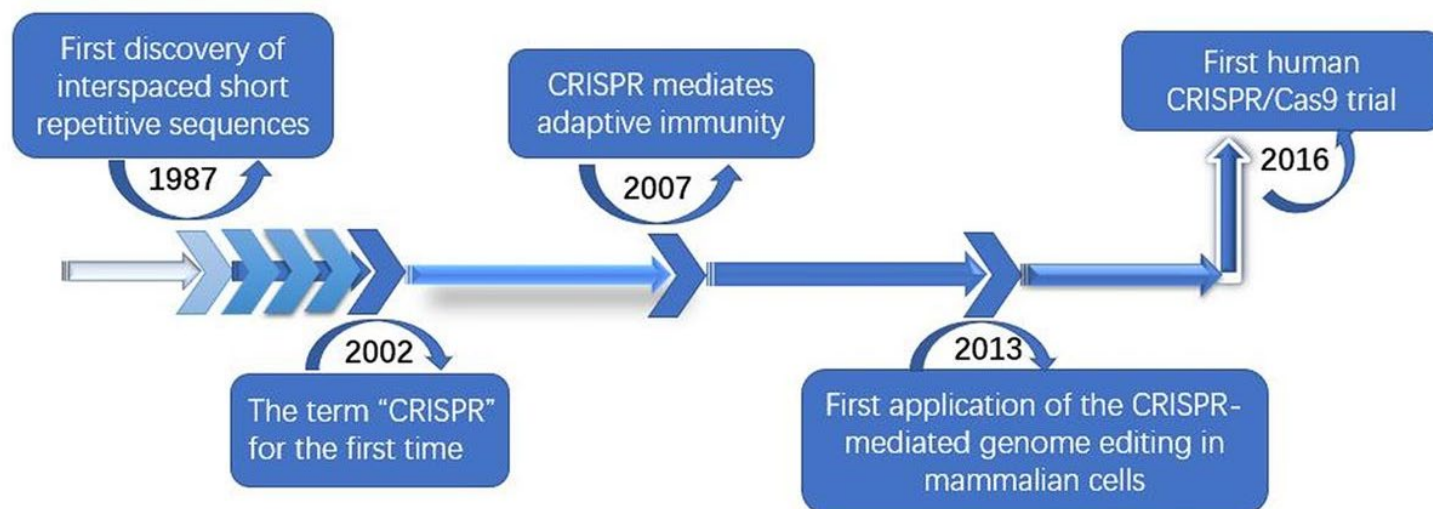 First discovery of
interspaced short
repetitive sequences
1987
The term “CRISPR”
for the first time
2002
CRISPR mediates
adaptive immunity
2007
First application of the CRISPR-
mediated genome editing in
mammalian cells
2013
First human
CRISPR/Cas9 trial
2016